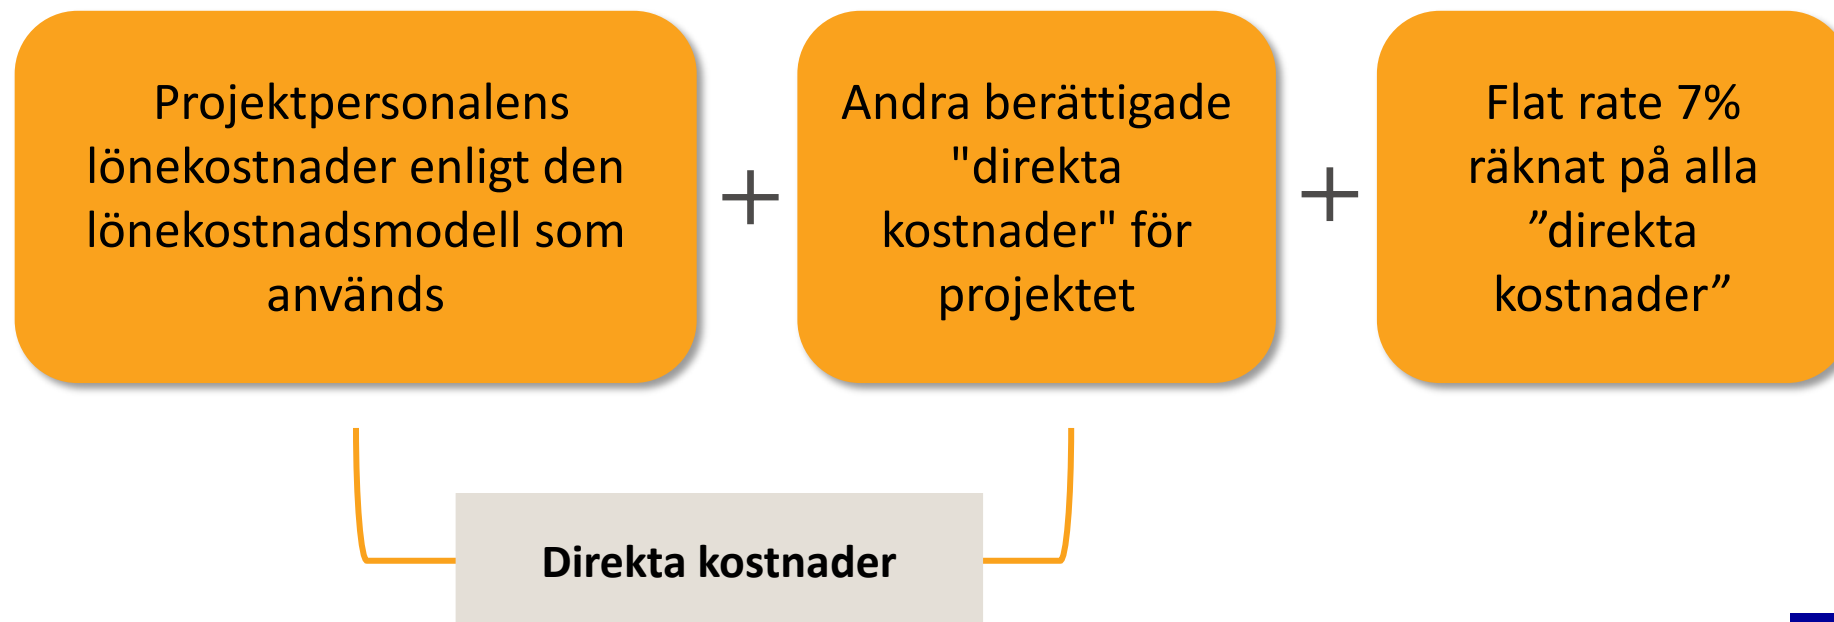 Projektpersonalens
lönekostnader enligt den
lönekostnadsmodell som
används
+
Andra berättigade
"direkta
kostnader" för
projektet
+
Flat rate 7%
räknat på alla
”direkta
kostnader”
Direkta kostnader